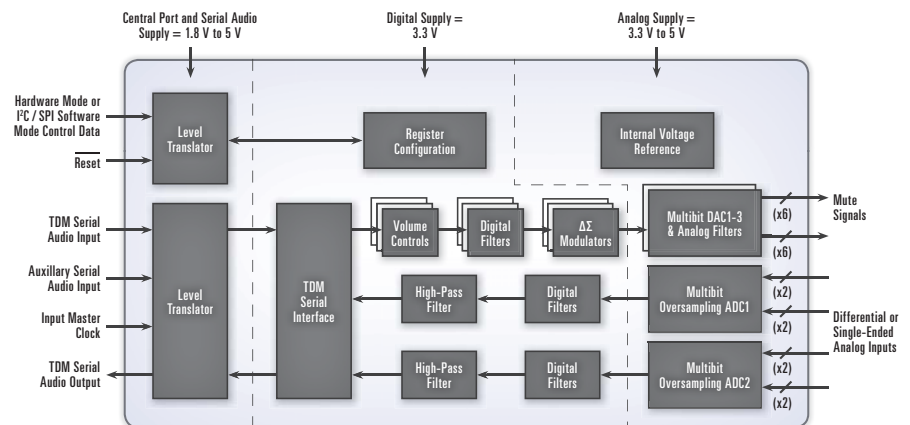 Central Port and Serial Audio
Supply = 1.8 V to 5 V
Digital Supply =
3.3 V
Analog Supply =
3.3 V to 5 V
Hardware Mode or
I²C / SPI Software
Mode Control Data
Reset
Level
Translator
Register
Configuration
Internal Voltage
Reference
TDM Serial
Audio Input
Auxillary Serial
Audio Input
Input Master
Clock
TDM Serial
Audio Output
Level
Translator
TDM
Serial
Interface
Volume
Controls
Digital
Filters
ΔΣ
Modulators
Multibit DAC1-3
& Analog Filters
(x6)
(x6)
Mute
Signals
High-Pass
Filter
Digital
Filters
Multibit
Oversampling ADC1
(x2)
(x2)
Differential or
Single-Ended
Analog Inputs
High-Pass
Filter
Digital
Filters
Multibit
Oversampling ADC2
(x2)
(x2)